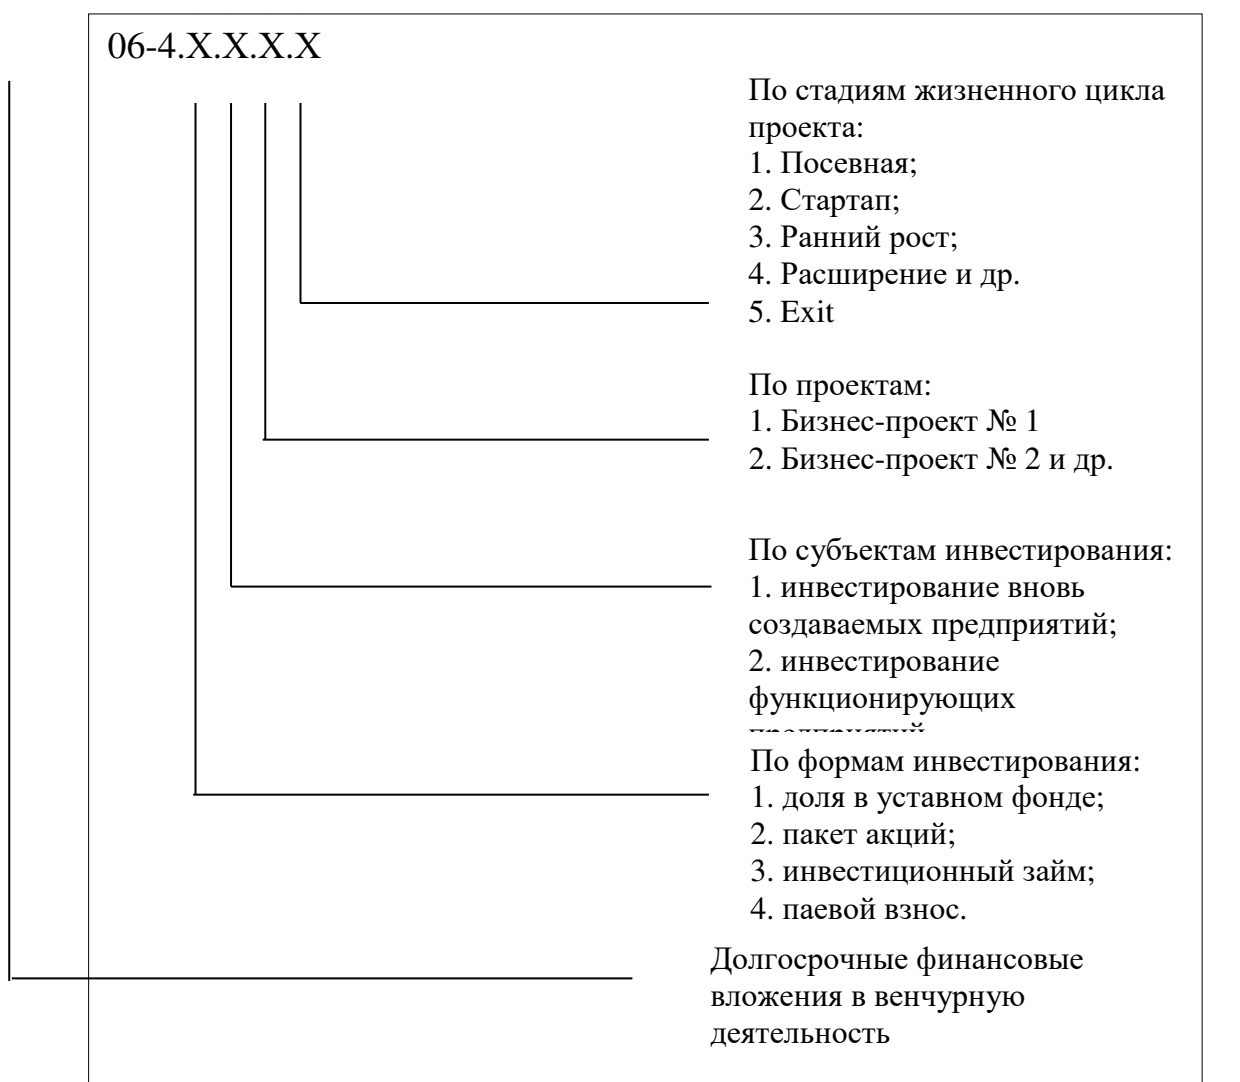 06-4.X.X.X.X
По стадиям жизненного цикла
проекта:
1. Посевная;
2. Стартап;
3. Ранний рост;
4. Расширение и др.
5. Exit
По проектам:
1. Бизнес-проект № 1
2. Бизнес-проект № 2 и др.
По субъектам инвестирования:
1. инвестирование вновь
создаваемых предприятий;
2. инвестирование
функционирующих
По формам инвестирования:
1. доля в уставном фонде;
2. пакет акций;
3. инвестиционный займ;
4. паевой взнос.
Долгосрочные финансовые
вложения в венчурную
деятельность